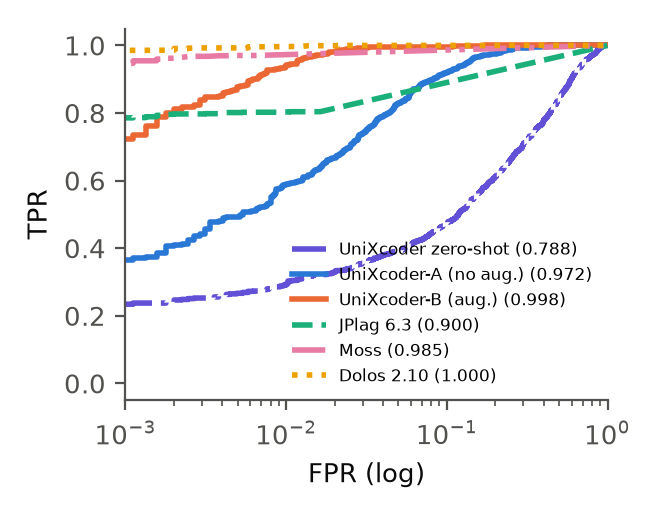 1.0
0.8
0.6
0.4
0.2
0.0
TPR
UniXcoder zero-shot (0.788)
UniXcoder-A (no aug.) (0.972)
UniXcoder-B (aug.) (0.998)
JPlag 6.3 (0.900)
Moss (0.985)
Dolos 2.10 (1.000)
10⁻³ 10⁻² 10⁻¹ 10⁰
FPR (log)